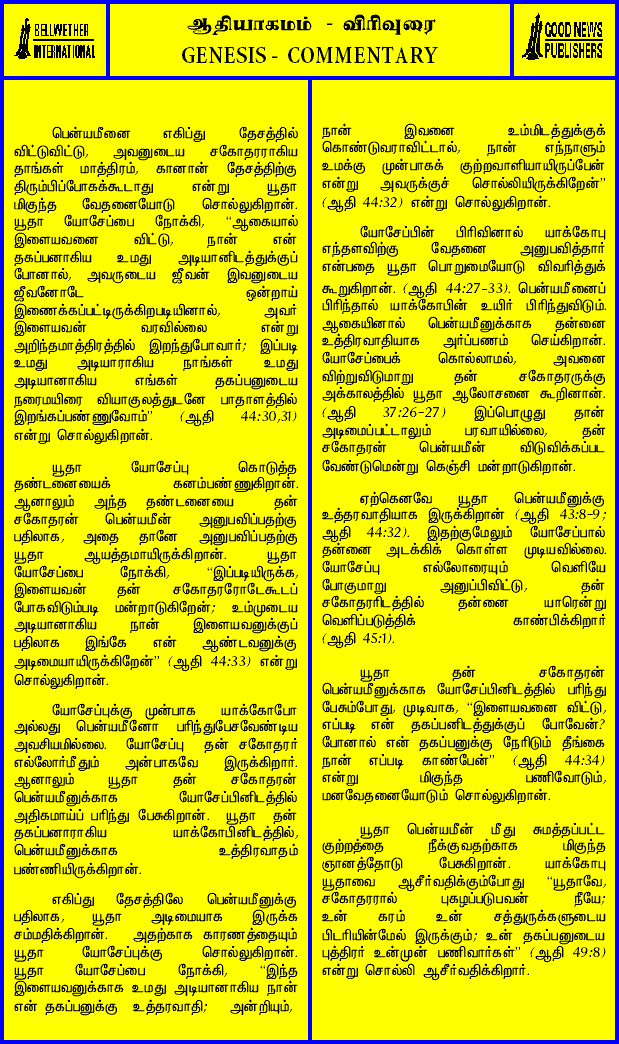 BELLWETHER
INTERNATIONAL
ஆதியாகமம் - விரிவுரை
GENESIS - COMMENTARY
GOOD NEWS
PUBLISHERS
பென்யமீனை எகிப்து தேசத்தில்
விட்டுவிட்டு, அவனுடைய சகோதரராகிய
தாங்கள் மாத்திரம், கானான் தேசத்திற்கு
திரும்பிப்போகக்கூடாது என்று யூதா
மிகுந்த வேதனையோடு சொல்லுகிறான்.
யூதா யோசேப்பை நோக்கி, “ஆகையால்
இளையவனை விட்டு, நான் என்
தகப்பனாகிய உமது அடியானிடத்துக்குப்
போனால், அவருடைய ஜீவன் இவனுடைய
ஜீவனோடே ஒன்றாய்
இணைக்கப்பட்டிருக்கிறபடியினால், அவர்
இளையவன் வரவில்லை என்று
அறிந்தமாத்திரத்தில் இறந்துபோவார்; இப்படி
உமது அடியாராகிய நாங்கள் உமது
அடியானாகிய எங்கள் தகப்பனுடைய
நரைமயிரை வியாகுலத்துடனே பாதாளத்தில்
இறங்கப்பண்ணுவோம்” (ஆதி 44:30,31)
என்று சொல்லுகிறான்.
யூதா யோசேப்பு கொடுத்த
தண்டனையைக் கனம்பண்ணுகிறான்.
ஆனாலும் அந்த தண்டனையை தன்
சகோதரன் பென்யமீன் அனுபவிப்பதற்கு
பதிலாக, அதை தானே அனுபவிப்பதற்கு
யூதா ஆயத்தமாயிருக்கிறான். யூதா
யோசேப்பை நோக்கி, “இப்படியிருக்க,
இளையவன் தன் சகோதரரோடேகூடப்
போகவிடும்படி மன்றாடுகிறேன்; உம்முடைய
அடியானாகிய நான் இளையவனுக்குப்
பதிலாக இங்கே என் ஆண்டவனுக்கு
அடிமையாயிருக்கிறேன்” (ஆதி 44:33) என்று
சொல்லுகிறான்.
யோசேப்புக்கு முன்பாக யாக்கோபோ
அல்லது பென்யமீனோ பரிந்துபேசவேண்டிய
அவசியமில்லை. யோசேப்பு தன் சகோதரர்
எல்லோர்மீதும் அன்பாகவே இருக்கிறார்.
ஆனாலும் யூதா தன் சகோதரன்
பென்யமீனுக்காக யோசேப்பினிடத்தில்
அதிகமாய்ப் பரிந்து பேசுகிறான். யூதா தன்
தகப்பனாராகிய யாக்கோபினிடத்தில்,
பென்யமீனுக்காக உத்திரவாதம்
பண்ணியிருக்கிறான்.
எகிப்து தேசத்திலே பென்யமீனுக்கு
பதிலாக, யூதா அடிமையாக இருக்க
சம்மதிக்கிறான். அதற்காக காரணத்தையும்
யூதா யோசேப்புக்கு சொல்லுகிறான்.
யூதா யோசேப்பை நோக்கி, “இந்த
இளையவனுக்காக உமது அடியானாகிய நான்
என் தகப்பனுக்கு உத்தரவாதி; அன்றியும்,
நான் இவனை உம்மிடத்துக்குக்
கொண்டுவராவிட்டால், நான் எந்நாளும்
உமக்கு முன்பாகக் குற்றவாளியாயிருப்பேன்
என்று அவருக்குச் சொல்லியிருக்கிறேன்”
(ஆதி 44:32) என்று சொல்லுகிறான்.
யோசேப்பின் பிரிவினால் யாக்கோபு
எந்தளவிற்கு வேதனை அனுபவித்தார்
என்பதை யூதா பொறுமையோடு விவரித்துக்
கூறுகிறான். (ஆதி 44:27-33). பென்யமீனைப்
பிரிந்தால் யாக்கோபின் உயிர் பிரிந்துவிடும்.
ஆகையினால் பென்யமீனுக்காக தன்னை
உத்திரவாதியாக அர்ப்பணம் செய்கிறான்.
யோசேப்பைக் கொல்லாமல், அவனை
விற்றுவிடுமாறு தன் சகோதரருக்கு
அக்காலத்தில் யூதா ஆலோசனை கூறினான்.
(ஆதி 37:26-27) இப்பொழுது தான்
அடிமைப்பட்டாலும் பரவாயில்லை, தன்
சகோதரன் பென்யமீன் விடுவிக்கப்பட
வேண்டுமென்று கெஞ்சி மன்றாடுகிறான்.
ஏற்கெனவே யூதா பென்யமீனுக்கு
உத்தரவாதியாக இருக்கிறான் (ஆதி 43:8-9;
ஆதி 44:32). இதற்குமேலும் யோசேப்பால்
தன்னை அடக்கிக் கொள்ள முடியவில்லை.
யோசேப்பு எல்லோரையும் வெளியே
போகுமாறு அனுப்பிவிட்டு, தன்
சகோதரரிடத்தில் தன்னை யாரென்று
வெளிப்படுத்திக் காண்பிக்கிறார்
(ஆதி 45:1).
யூதா தன் சகோதரன்
பென்யமீனுக்காக யோசேப்பினிடத்தில் பரிந்து
பேசும்போது, முடிவாக, “இளையவனை விட்டு,
எப்படி என் தகப்பனிடத்துக்குப் போவேன்?
போனால் என் தகப்பனுக்கு நேரிடும் தீங்கை
நான் எப்படி காண்பேன்” (ஆதி 44:34)
என்று மிகுந்த பணிவோடும்,
மனவேதனையோடும் சொல்லுகிறான்.
யூதா பென்யமீன் மீது சுமத்தப்பட்ட
குற்றத்தை நீக்குவதற்காக மிகுந்த
ஞானத்தோடு பேசுகிறான். யாக்கோபு
யூதாவை ஆசீர்வதிக்கும்போது “யூதாவே,
சகோதரரால் புகழப்படுபவன் நீயே;
உன் கரம் உன் சத்துருக்களுடைய
பிடரியின்மேல் இருக்கும்; உன் தகப்பனுடைய
புத்திரர் உன்முன் பணிவார்கள்” (ஆதி 49:8)
என்று சொல்லி ஆசீர்வதிக்கிறார்.